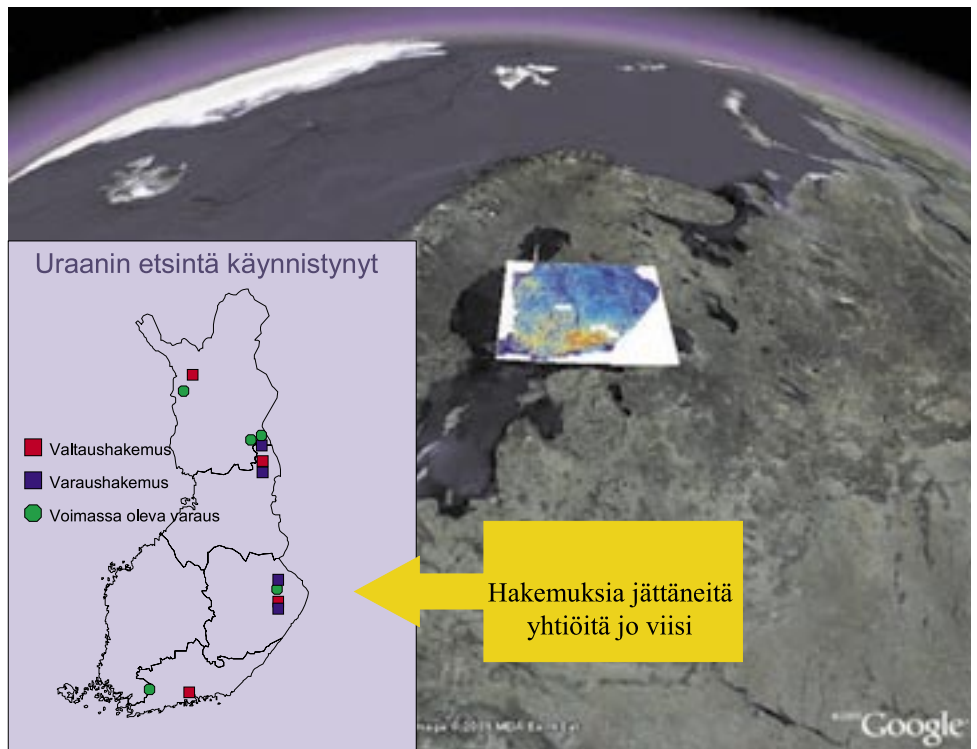 Uraanin etsintä käynnistynyt
Valtaushakemus
Varaushakemus
Voimassa oleva varaus
Hakemuksia jättäneitä
yhtiöitä jo viisi
Google